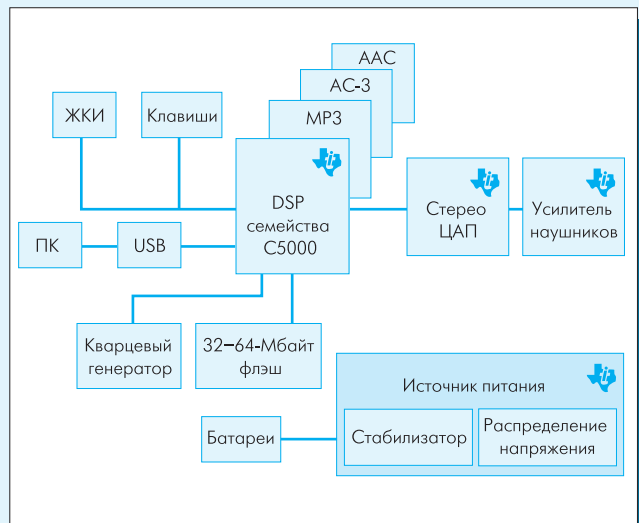 AAC
AC-3
MP3
ЖКИ
Клавиши
DSP
семейства
C5000
Стерео
ЦАП
Усилитель
наушников
ПК
USB
Кварцевый
генератор
32–64-Мбайт
флэш
Источник питания
Батареи
Стабилизатор
Распределение
напряжения